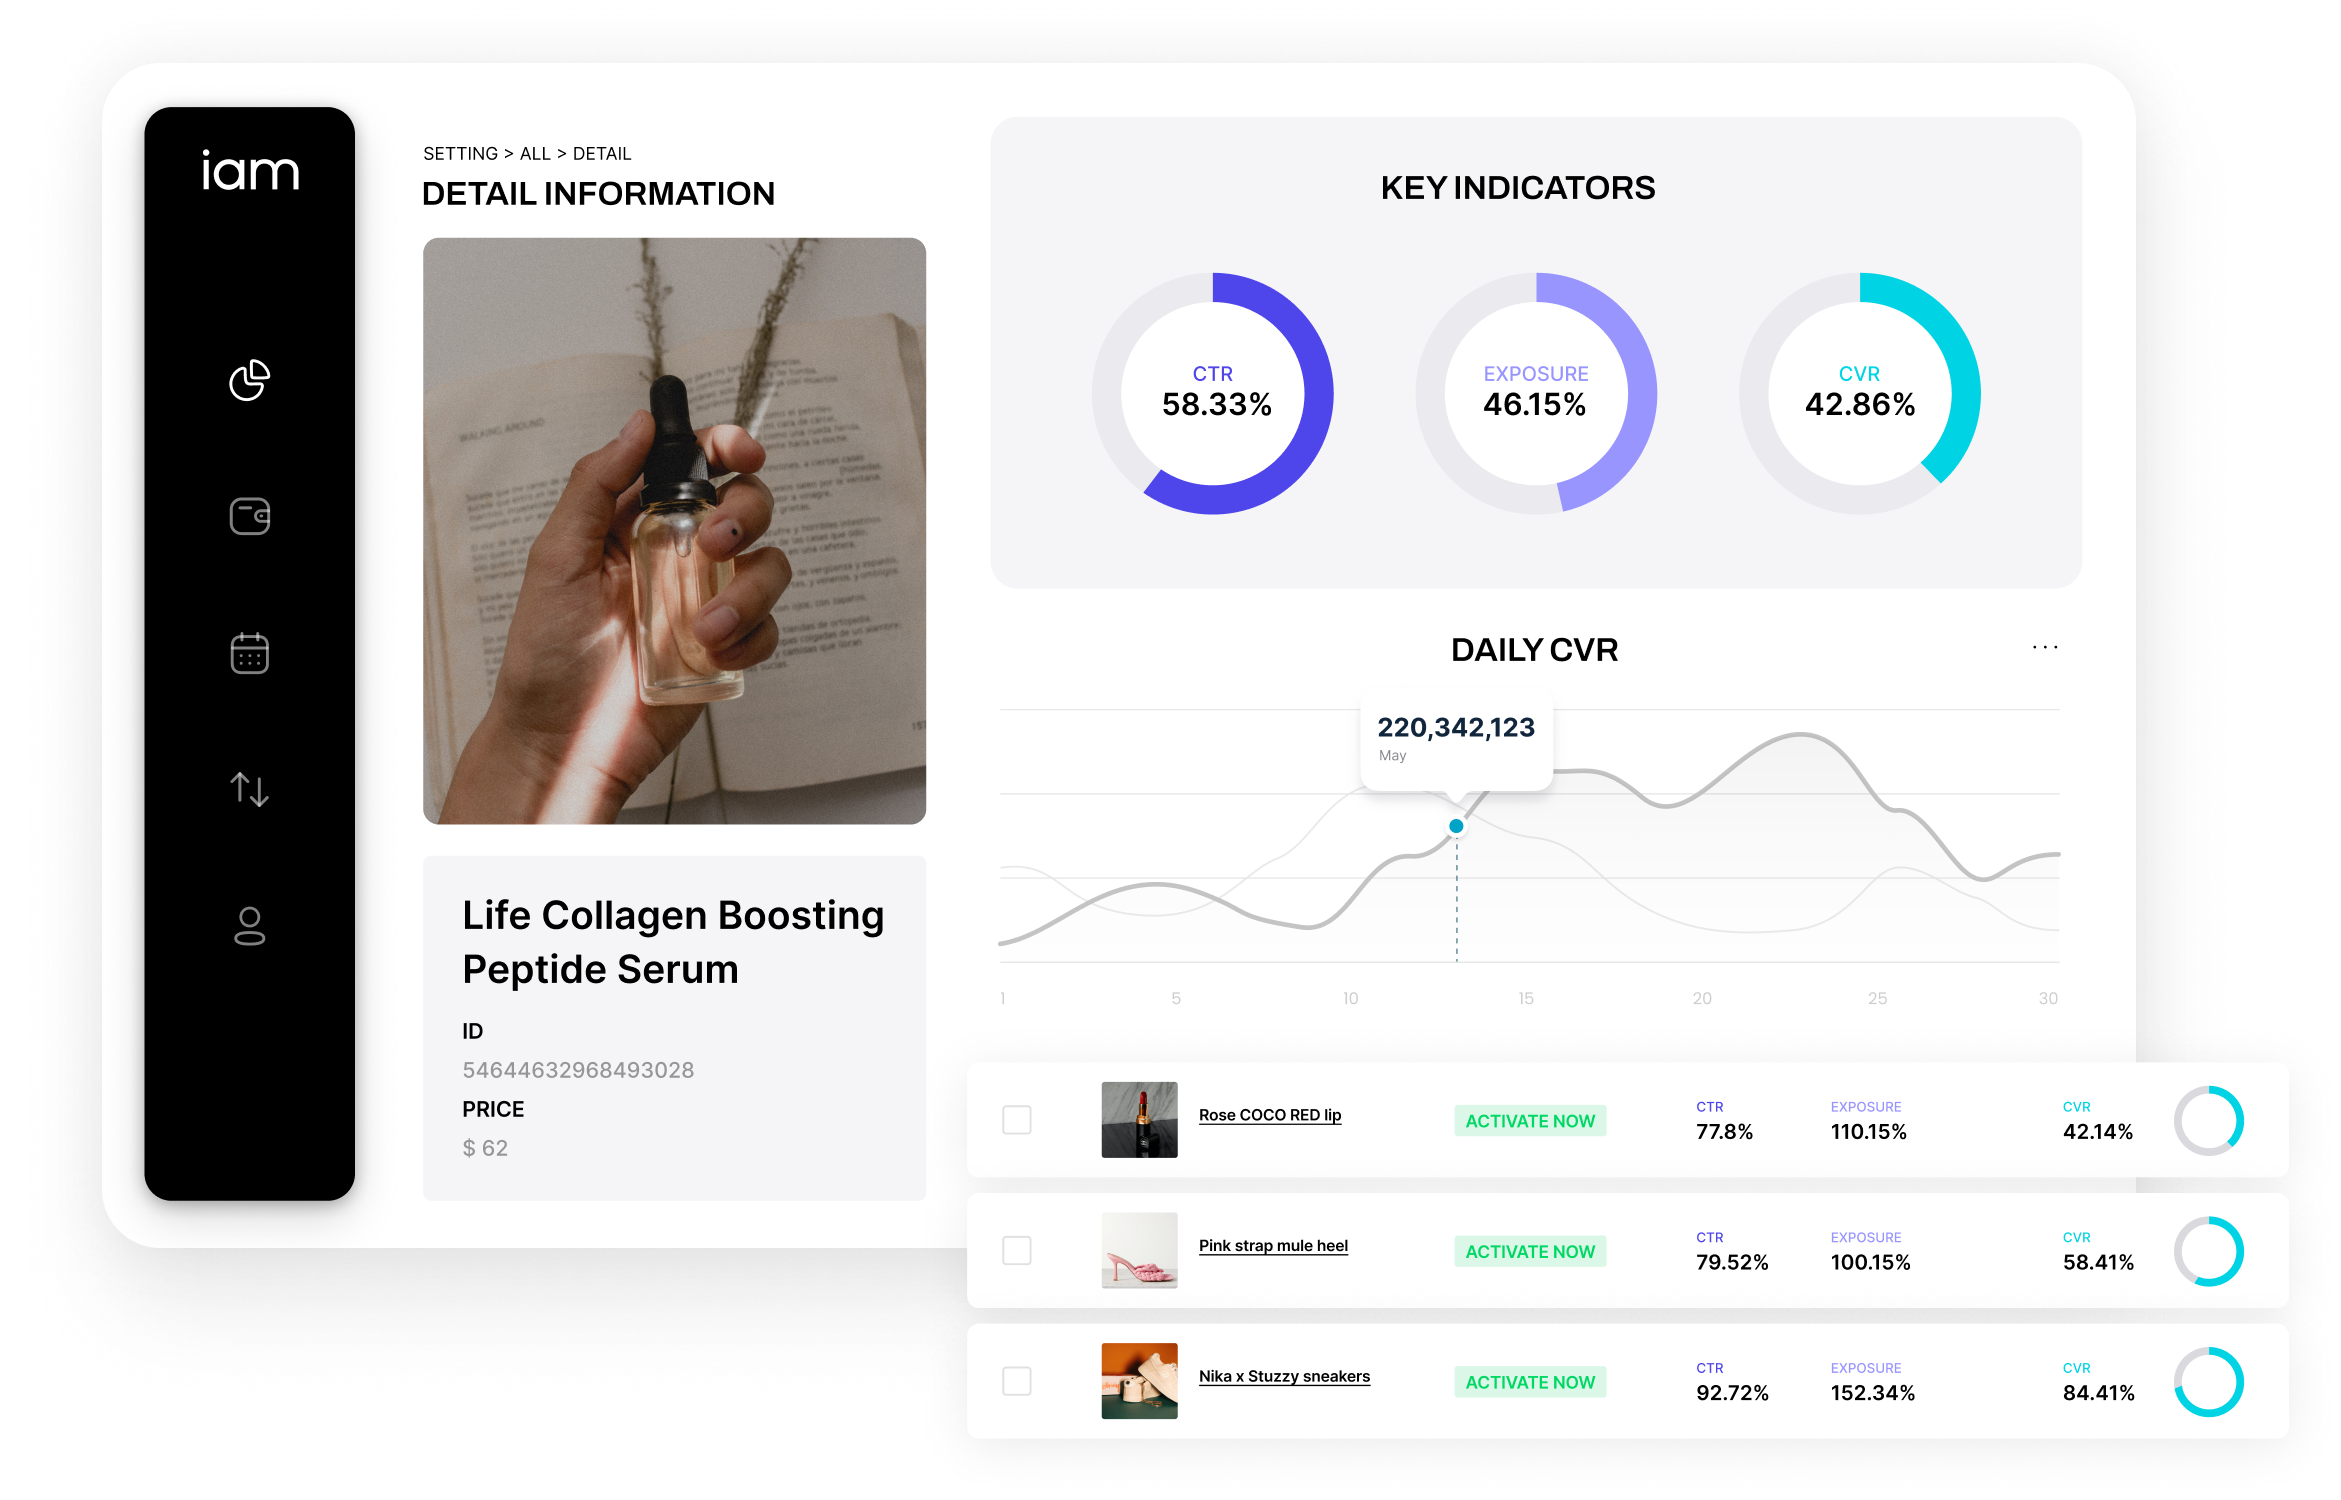 iam
SETTING > ALL > DETAIL
DETAIL INFORMATION
WALKING AROUND
Life Collagen Boosting
Peptide Serum
ID
54644632968493028
PRICE
$ 62
KEY INDICATORS
CTR
58.33%
EXPOSURE
46.15%
CVR
42.86%
DAILY CVR
...
220,342,123
May
1 5 10 15 20 25 30
Rose COCO RED lip
ACTIVATE NOW
CTR
77.8%
EXPOSURE
110.15%
CVR
42.14%
Pink strap mule heel
ACTIVATE NOW
CTR
79.52%
EXPOSURE
100.15%
CVR
58.41%
Nika x Stuzzy sneakers
ACTIVATE NOW
CTR
92.72%
EXPOSURE
152.34%
CVR
84.41%